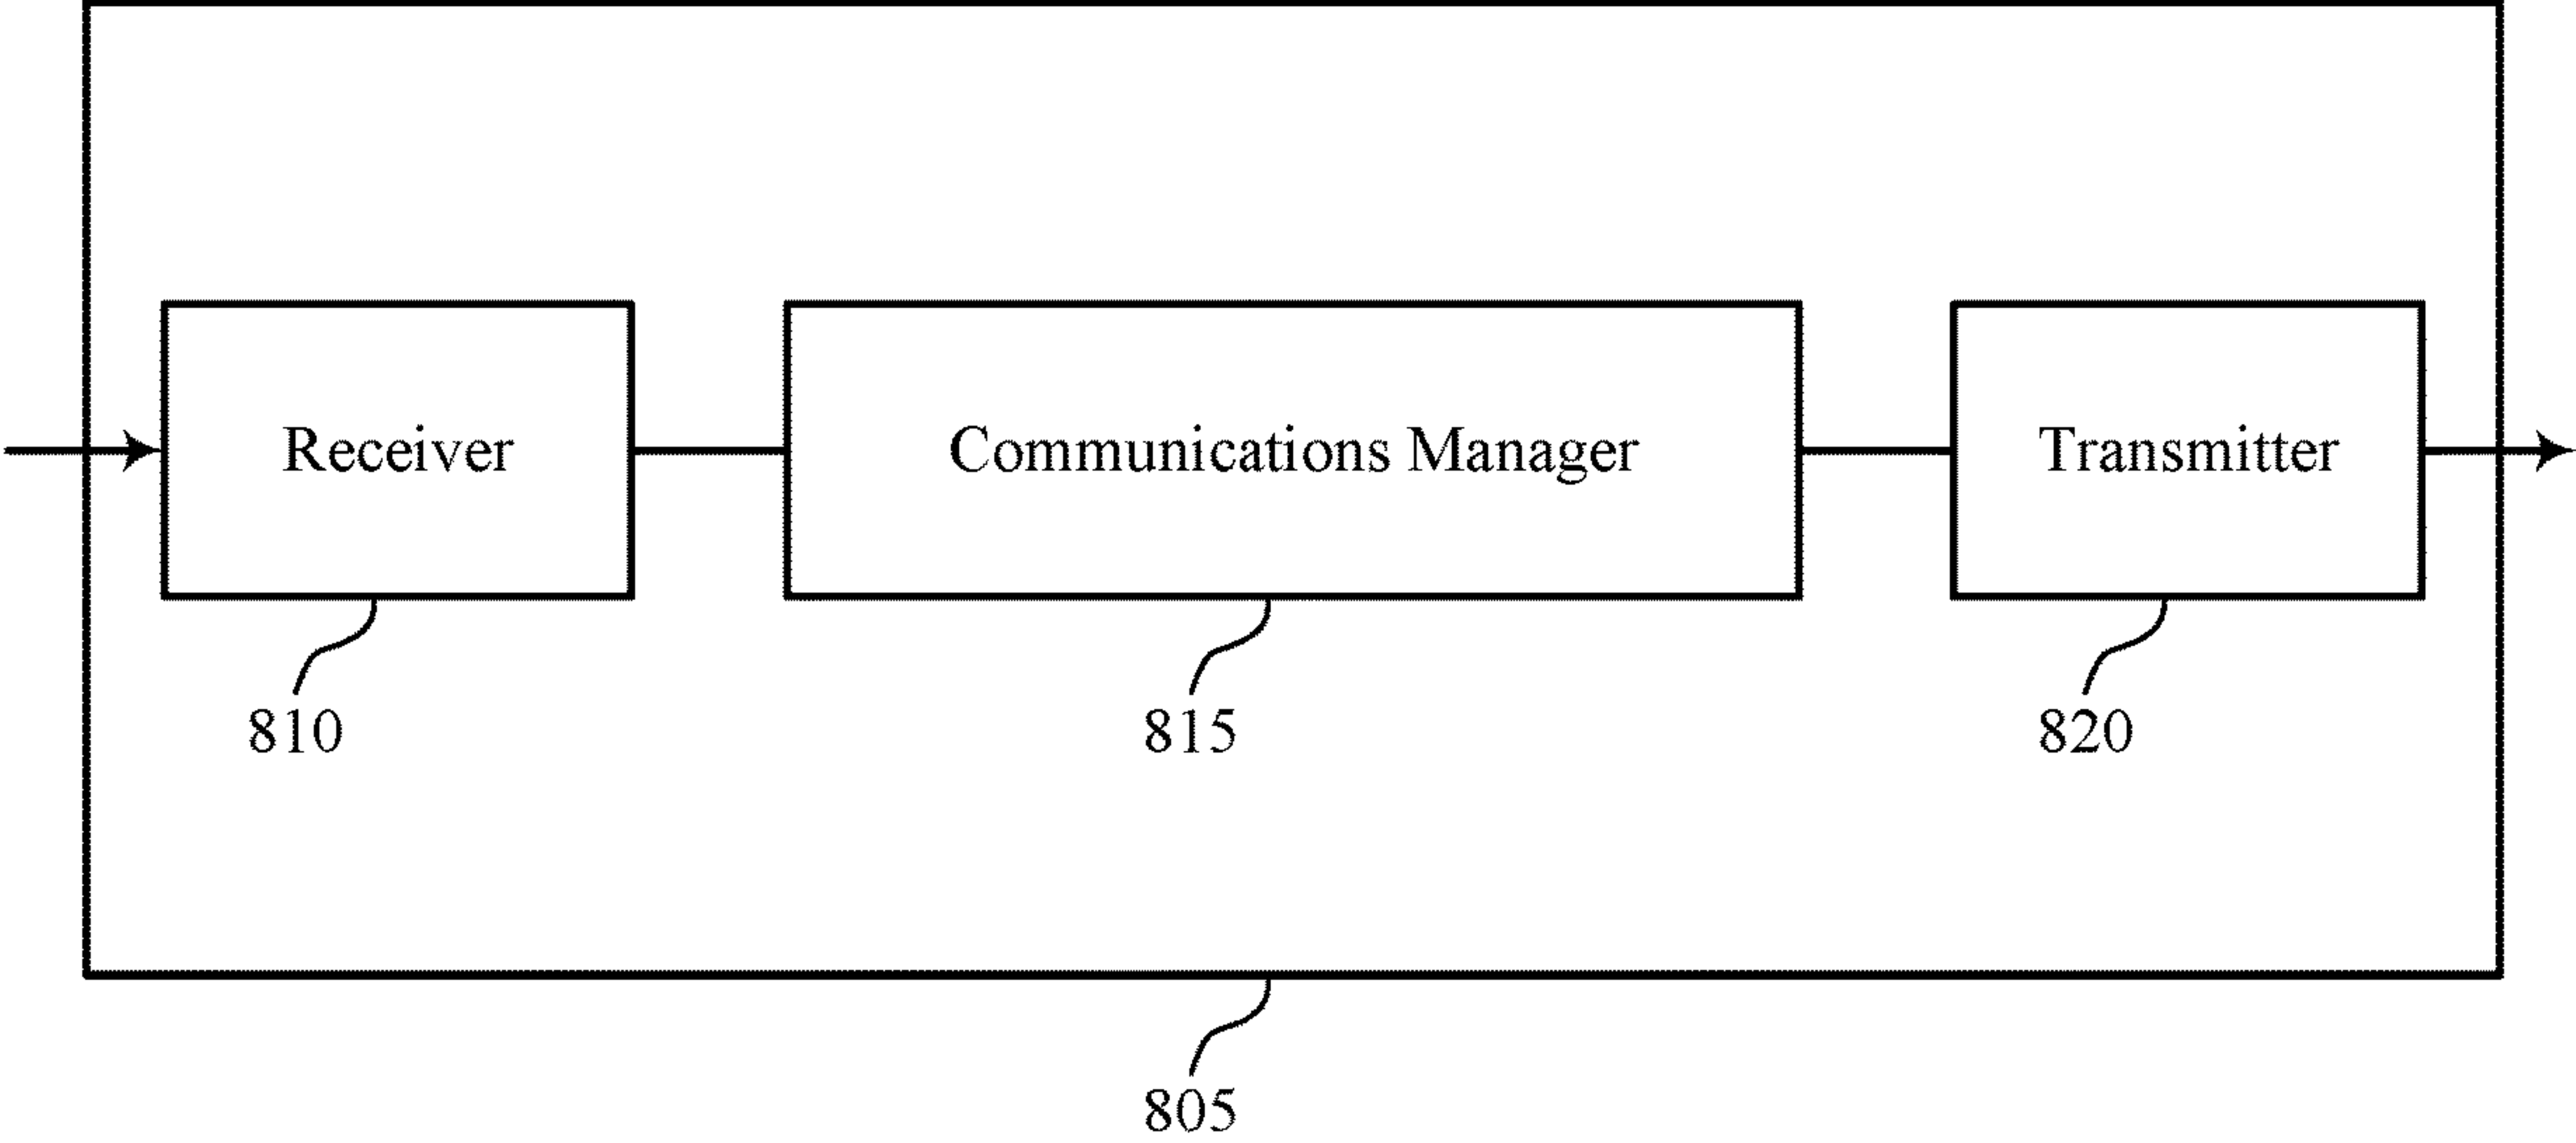 Receiver
Communications Manager
Transmitter
810
815
820
805